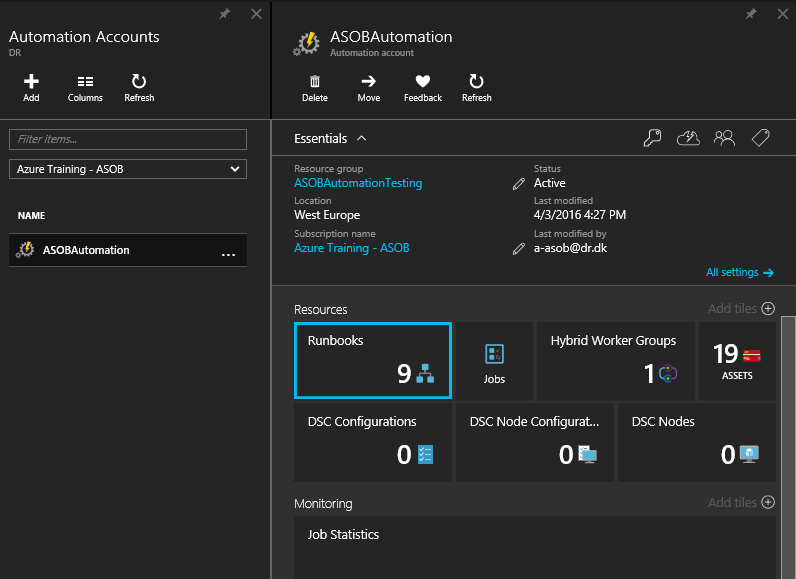 Automation Accounts
DR
Add
Columns
Refresh
Filter items...
Azure Training - ASOB
NAME
ASOBAutomation
...
ASOBAutomation
Automation account
Delete
Move
Feedback
Refresh
Essentials
Resource group
ASOBAutomationTesting
Location
West Europe
Subscription name
Azure Training - ASOB
Status
Active
Last modified
4/3/2016 4:27 PM
Last modified by
a-asob@dr.dk
All settings
Resources
Add tiles
Runbooks
9
Jobs
Hybrid Worker Groups
1
19
ASSETS
DSC Configurations
0
DSC Node Configurat...
0
DSC Nodes
0
Monitoring
Add tiles
Job Statistics